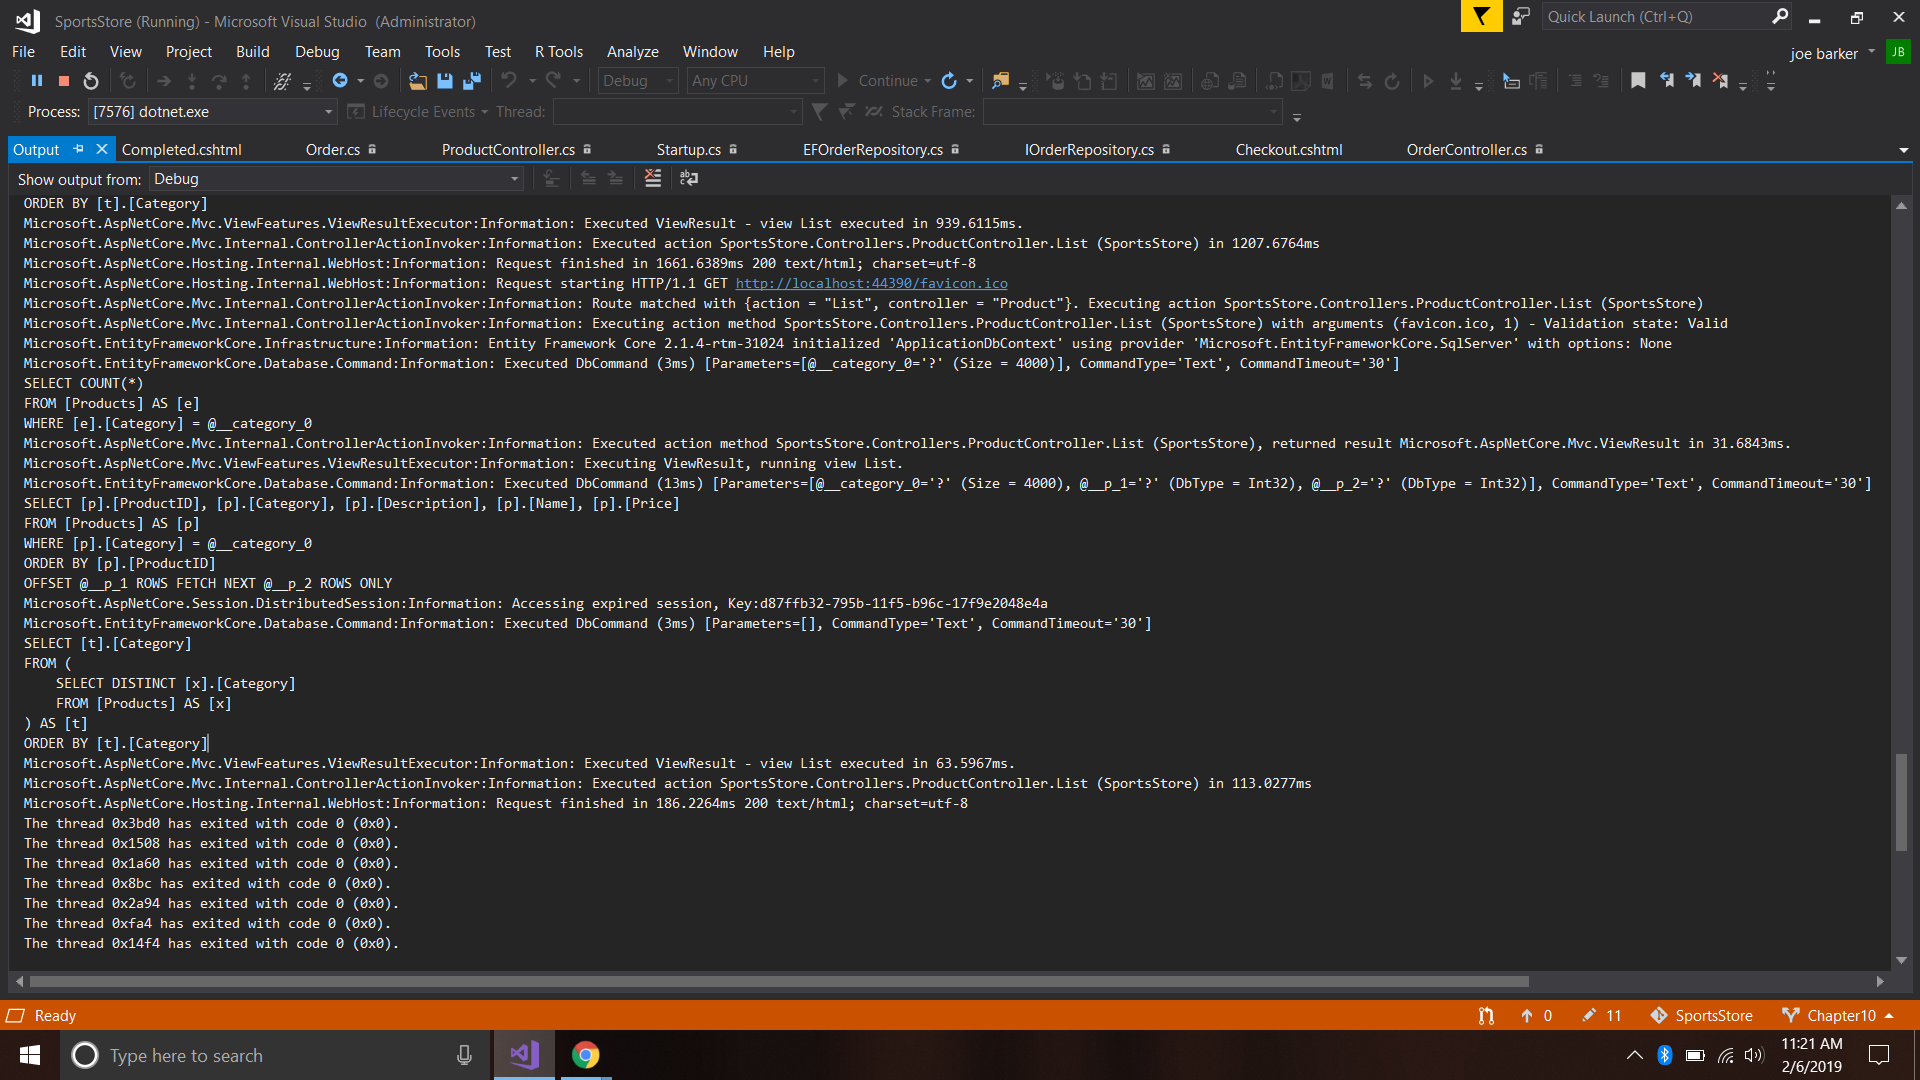 SportsStore (Running) - Microsoft Visual Studio (Administrator)
Quick Launch (Ctrl+Q)
File Edit View Project Build Debug Team Tools Test R Tools Analyze Window Help
joe barker
JB
Debug Any CPU Continue
Process: [7576] dotnet.exe Lifecycle Events Thread: Stack Frame:
Output Completed.cshtml Order.cs ProductController.cs Startup.cs EFOrderRepository.cs IOrderRepository.cs Checkout.cshtml OrderController.cs
Show output from: Debug
ORDER BY [t].[Category]
Microsoft.AspNetCore.Mvc.ViewFeatures.ViewResultExecutor:Information: Executed ViewResult - view List executed in 939.6115ms.
Microsoft.AspNetCore.Mvc.Internal.ControllerActionInvoker:Information: Executed action SportsStore.Controllers.ProductController.List (SportsStore) in 1207.6764ms
Microsoft.AspNetCore.Hosting.Internal.WebHost:Information: Request finished in 1661.6389ms 200 text/html; charset=utf-8
Microsoft.AspNetCore.Hosting.Internal.WebHost:Information: Request starting HTTP/1.1 GET http://localhost:44390/favicon.ico
Microsoft.AspNetCore.Mvc.Internal.ControllerActionInvoker:Information: Route matched with {action = "List", controller = "Product"}. Executing action SportsStore.Controllers.ProductController.List (SportsStore)
Microsoft.AspNetCore.Mvc.Internal.ControllerActionInvoker:Information: Executing action method SportsStore.Controllers.ProductController.List (SportsStore) with arguments (favicon.ico, 1) - Validation state: Valid
Microsoft.EntityFrameworkCore.Infrastructure:Information: Entity Framework Core 2.1.4-rtm-31024 initialized 'ApplicationDbContext' using provider 'Microsoft.EntityFrameworkCore.SqlServer' with options: None
Microsoft.EntityFrameworkCore.Database.Command:Information: Executed DbCommand (3ms) [Parameters=[@__category_0='?' (Size = 4000)], CommandType='Text', CommandTimeout='30']
SELECT COUNT(*)
FROM [Products] AS [e]
WHERE [e].[Category] = @__category_0
Microsoft.AspNetCore.Mvc.Internal.ControllerActionInvoker:Information: Executed action method SportsStore.Controllers.ProductController.List (SportsStore), returned result Microsoft.AspNetCore.Mvc.ViewResult in 31.6843ms.
Microsoft.AspNetCore.Mvc.ViewFeatures.ViewResultExecutor:Information: Executing ViewResult, running view List.
Microsoft.EntityFrameworkCore.Database.Command:Information: Executed DbCommand (13ms) [Parameters=[@__category_0='?' (Size = 4000), @__p_1='?' (DbType = Int32), @__p_2='?' (DbType = Int32)], CommandType='Text', CommandTimeout='30']
SELECT [p].[ProductID], [p].[Category], [p].[Description], [p].[Name], [p].[Price]
FROM [Products] AS [p]
WHERE [p].[Category] = @__category_0
ORDER BY [p].[ProductID]
OFFSET @__p_1 ROWS FETCH NEXT @__p_2 ROWS ONLY
Microsoft.AspNetCore.Session.DistributedSession:Information: Accessing expired session, Key:d87ffb32-795b-11f5-b96c-17f9e2048e4a
Microsoft.EntityFrameworkCore.Database.Command:Information: Executed DbCommand (3ms) [Parameters=[], CommandType='Text', CommandTimeout='30']
SELECT [t].[Category]
FROM (
SELECT DISTINCT [x].[Category]
FROM [Products] AS [x]
) AS [t]
ORDER BY [t].[Category]
Microsoft.AspNetCore.Mvc.ViewFeatures.ViewResultExecutor:Information: Executed ViewResult - view List executed in 63.5967ms.
Microsoft.AspNetCore.Mvc.Internal.ControllerActionInvoker:Information: Executed action SportsStore.Controllers.ProductController.List (SportsStore) in 113.0277ms
Microsoft.AspNetCore.Hosting.Internal.WebHost:Information: Request finished in 186.2264ms 200 text/html; charset=utf-8
The thread 0x3bd0 has exited with code 0 (0x0).
The thread 0x1508 has exited with code 0 (0x0).
The thread 0x1a60 has exited with code 0 (0x0).
The thread 0x8bc has exited with code 0 (0x0).
The thread 0x2a94 has exited with code 0 (0x0).
The thread 0xfa4 has exited with code 0 (0x0).
The thread 0x14f4 has exited with code 0 (0x0).
Ready 0 11 SportsStore Chapter10
Type here to search
11:21 AM
2/6/2019